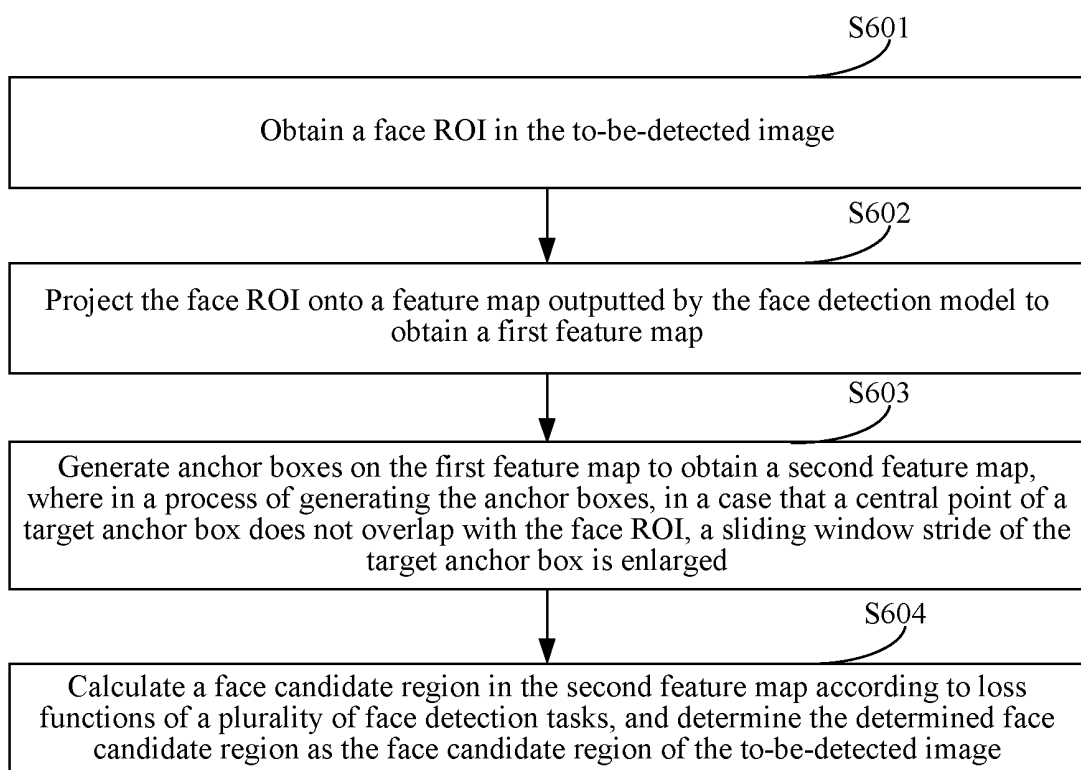 S601
Obtain a face ROI in the to-be-detected image
S602
Project the face ROI onto a feature map outputted by the face detection model to
obtain a first feature map
S603
Generate anchor boxes on the first feature map to obtain a second feature map,
where in a process of generating the anchor boxes, in a case that a central point of a
target anchor box does not overlap with the face ROI, a sliding window stride of the
target anchor box is enlarged
S604
Calculate a face candidate region in the second feature map according to loss
functions of a plurality of face detection tasks, and determine the determined face
candidate region as the face candidate region of the to-be-detected image